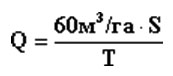 Q = 60м³/га · S / T